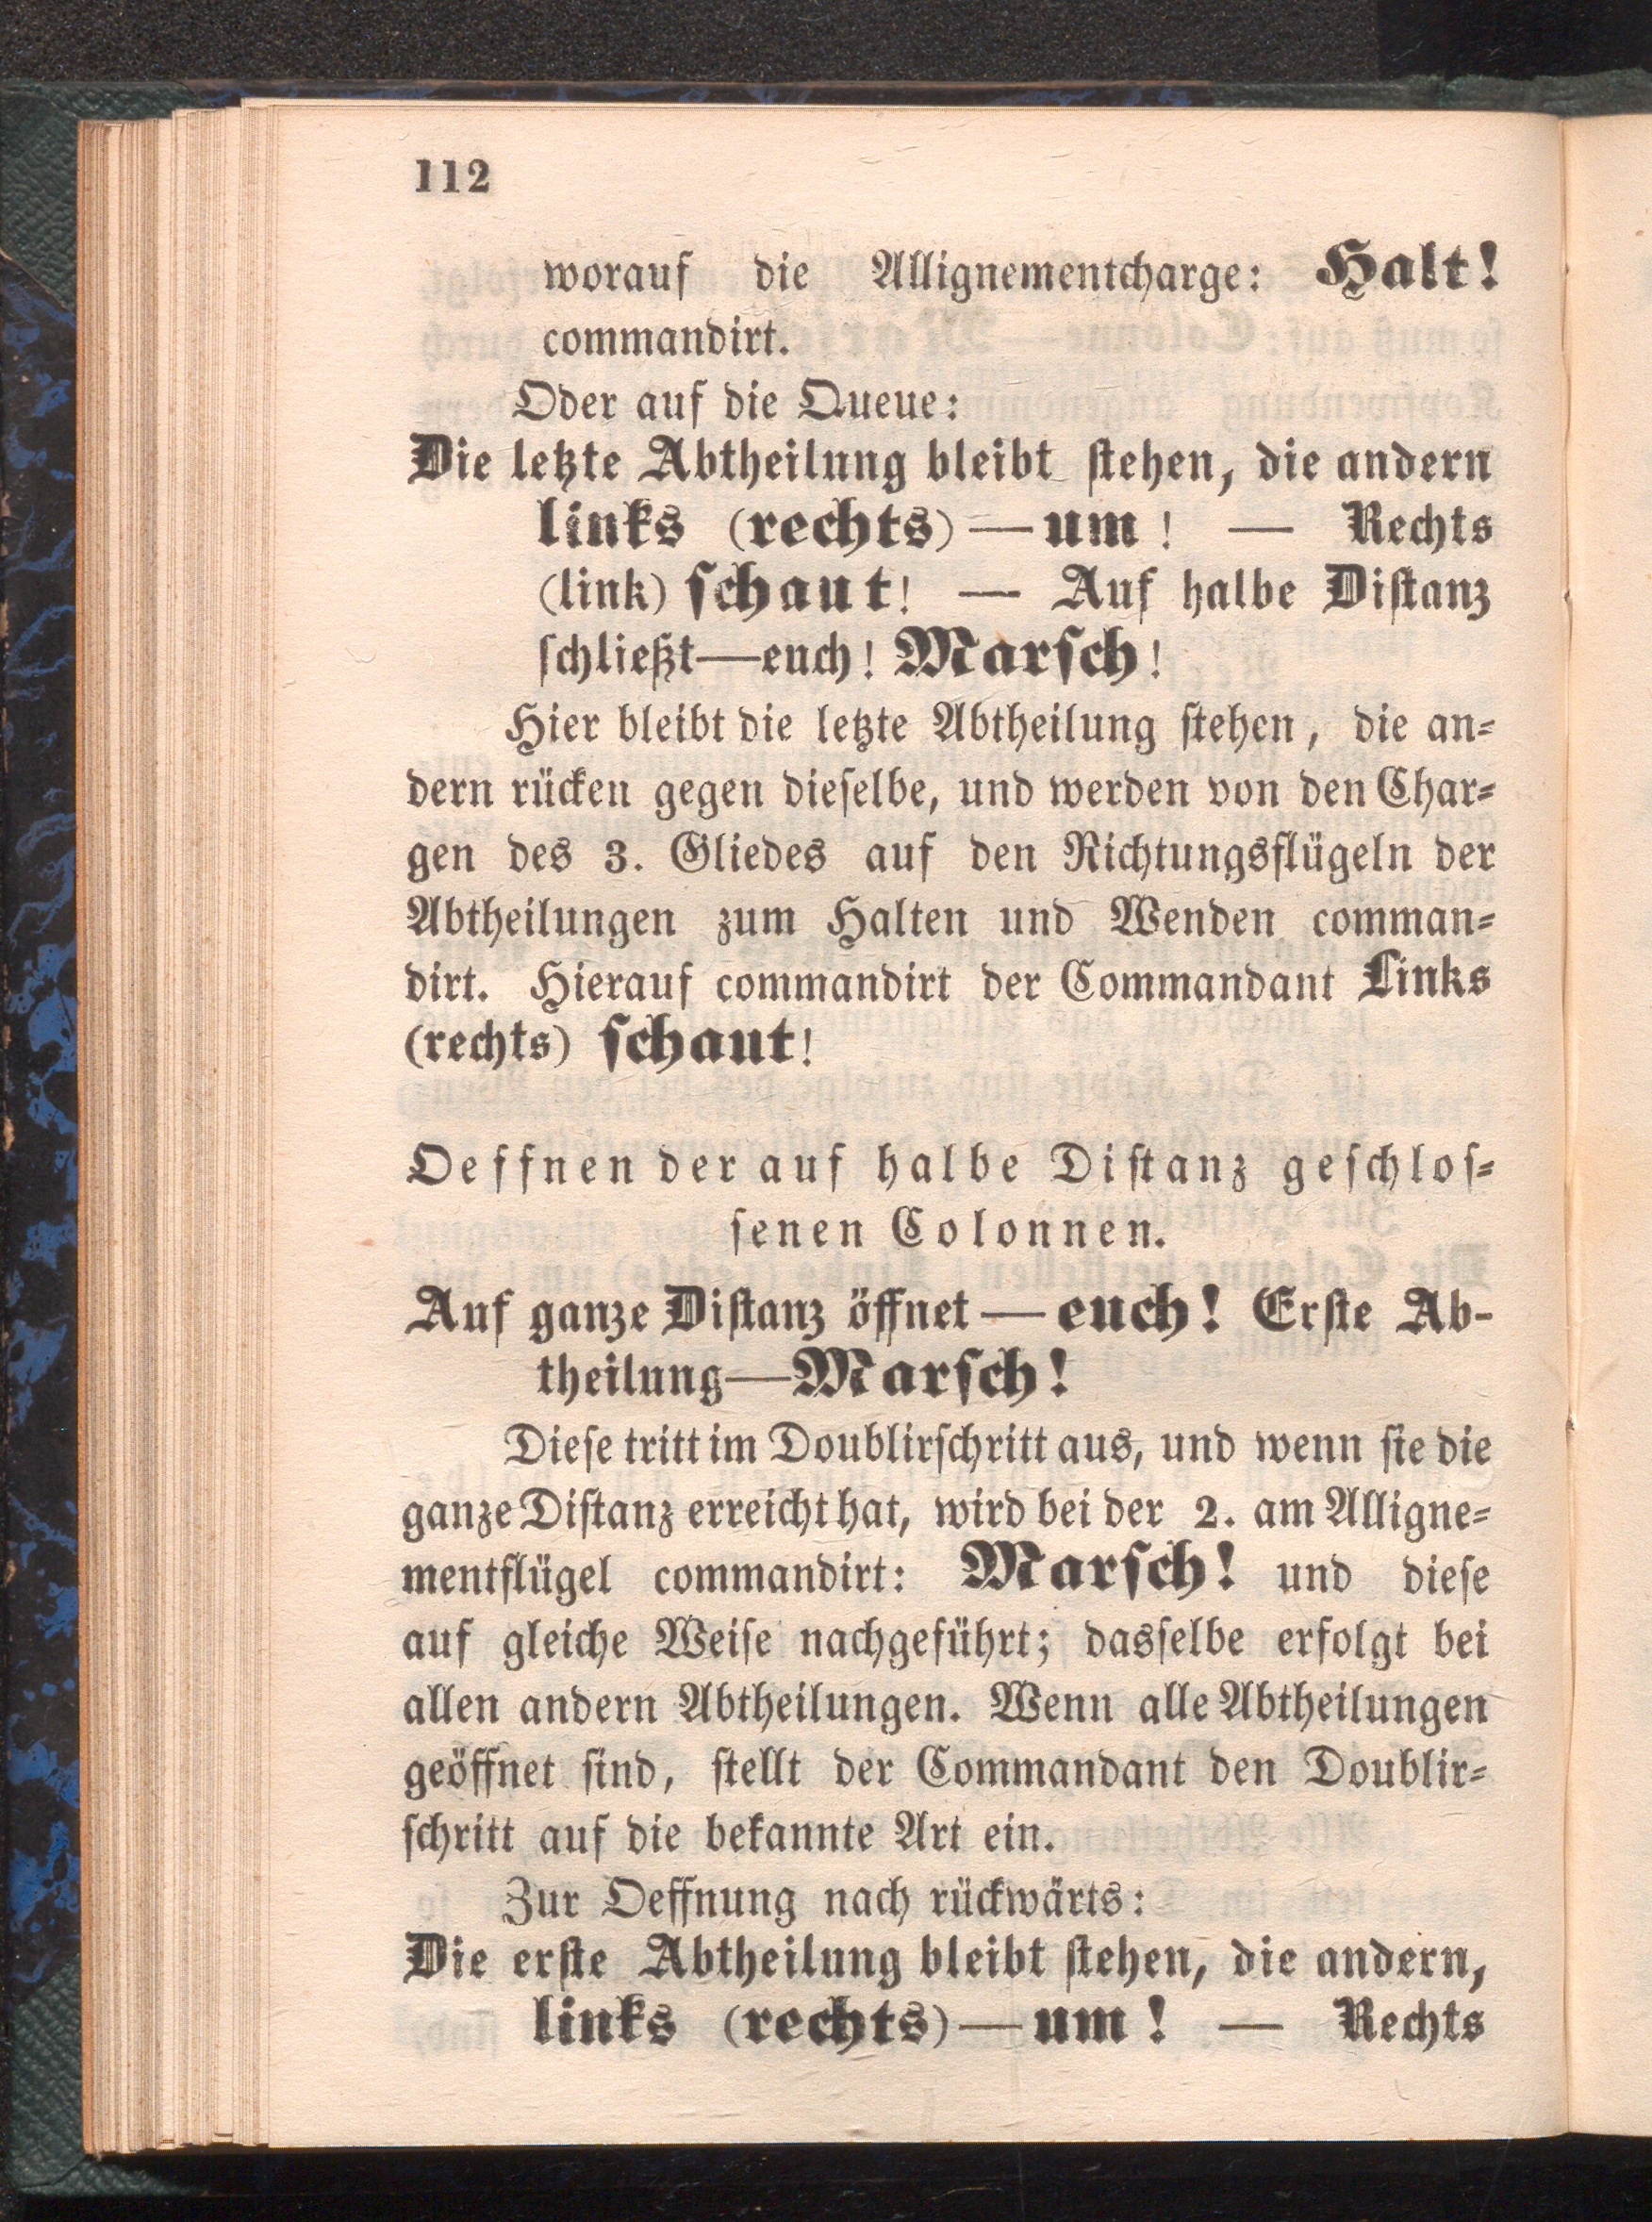 112
worauf die Allignementcharge: Halt!
commandirt.
Oder auf die Queue:
Die letzte Abtheilung bleibt ſtehen, die andern
links (rechts) — um! — Rechts
(link) ſchaut! — Auf halbe Diſtanz
ſchließt—euch! Marſch!
Hier bleibt die letzte Abtheilung ſtehen, die an-
dern rücken gegen dieſelbe, und werden von den Char-
gen des 3. Gliedes auf den Richtungsflügeln der
Abtheilungen zum Halten und Wenden comman-
dirt. Hierauf commandirt der Commandant Links
(rechts) ſchaut!
Oeffnen der auf halbe Diſtanz geſchloſ-
ſenen Colonnen.
Auf ganze Diſtanz öffnet — euch! Erſte Ab-
theilung—Marſch!
Dieſe tritt im Doublirſchritt aus, und wenn ſie die
ganze Diſtanz erreicht hat, wird bei der 2. am Alligne-
mentflügel commandirt: Marſch! und dieſe
auf gleiche Weiſe nachgeführt; dasſelbe erfolgt bei
allen andern Abtheilungen. Wenn alle Abtheilungen
geöffnet ſind, ſtellt der Commandant den Doublir-
ſchritt auf die bekannte Art ein.
Zur Oeffnung nach rückwärts:
Die erſte Abtheilung bleibt ſtehen, die andern,
links (rechts) — um! — Rechts